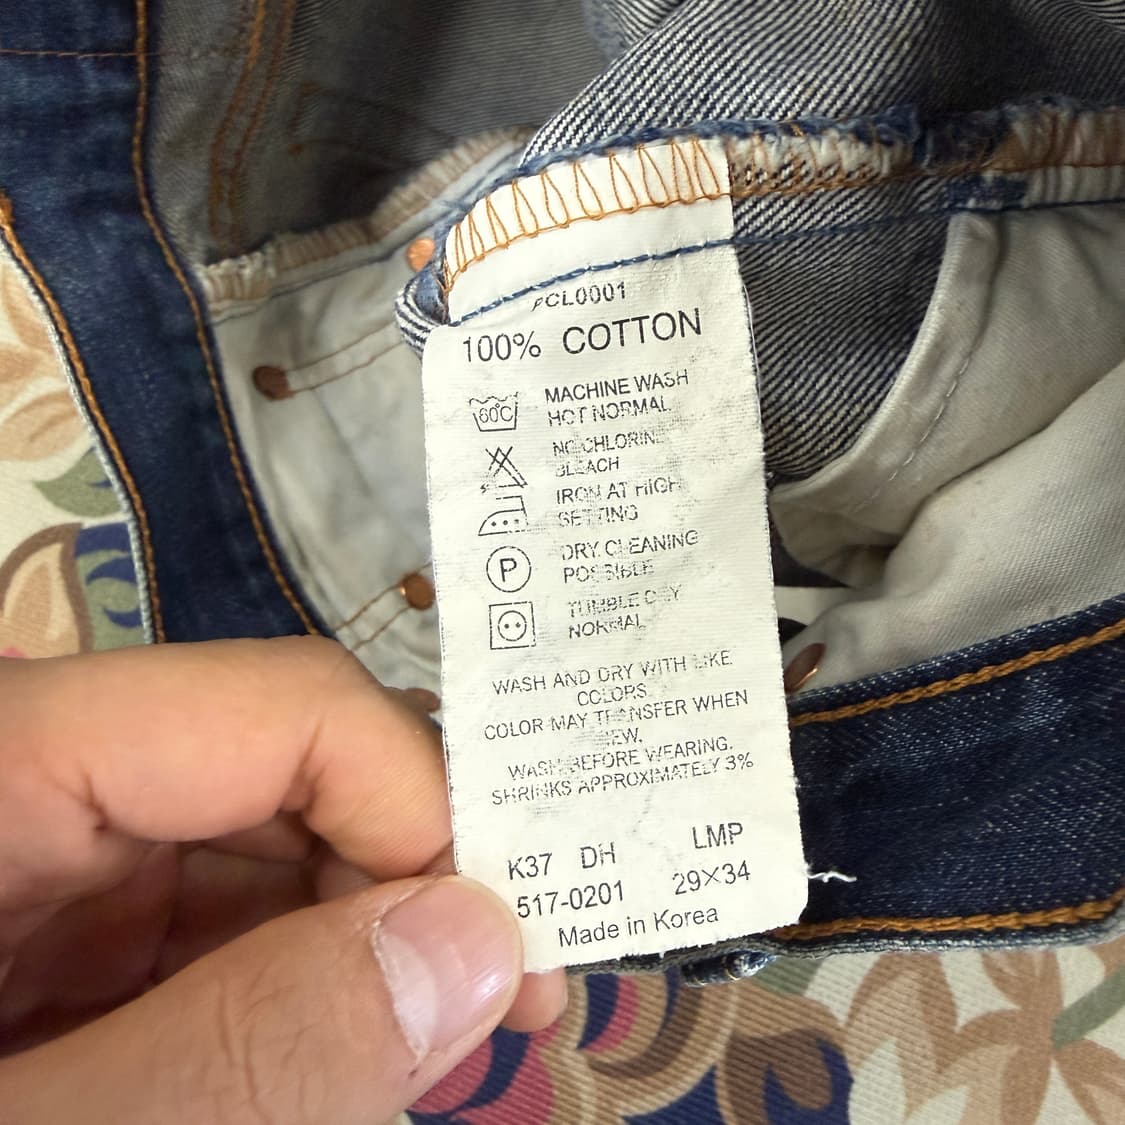 PCL0001
100% COTTON
60°C
MACHINE WASH
HOT NORMAL
NO CHLORINE
BLEACH
IRON AT HIGH
SETTING
P
DRY CLEANING
POSSIBLE
TUMBLE DRY
NORMAL
WASH AND DRY WITH LIKE
COLORS
COLOR MAY TRANSFER WHEN
NEW.
WASH BEFORE WEARING.
SHRINKS APPROXIMATELY 3%
K37 DH LMP
517-0201 29×34
Made in Korea